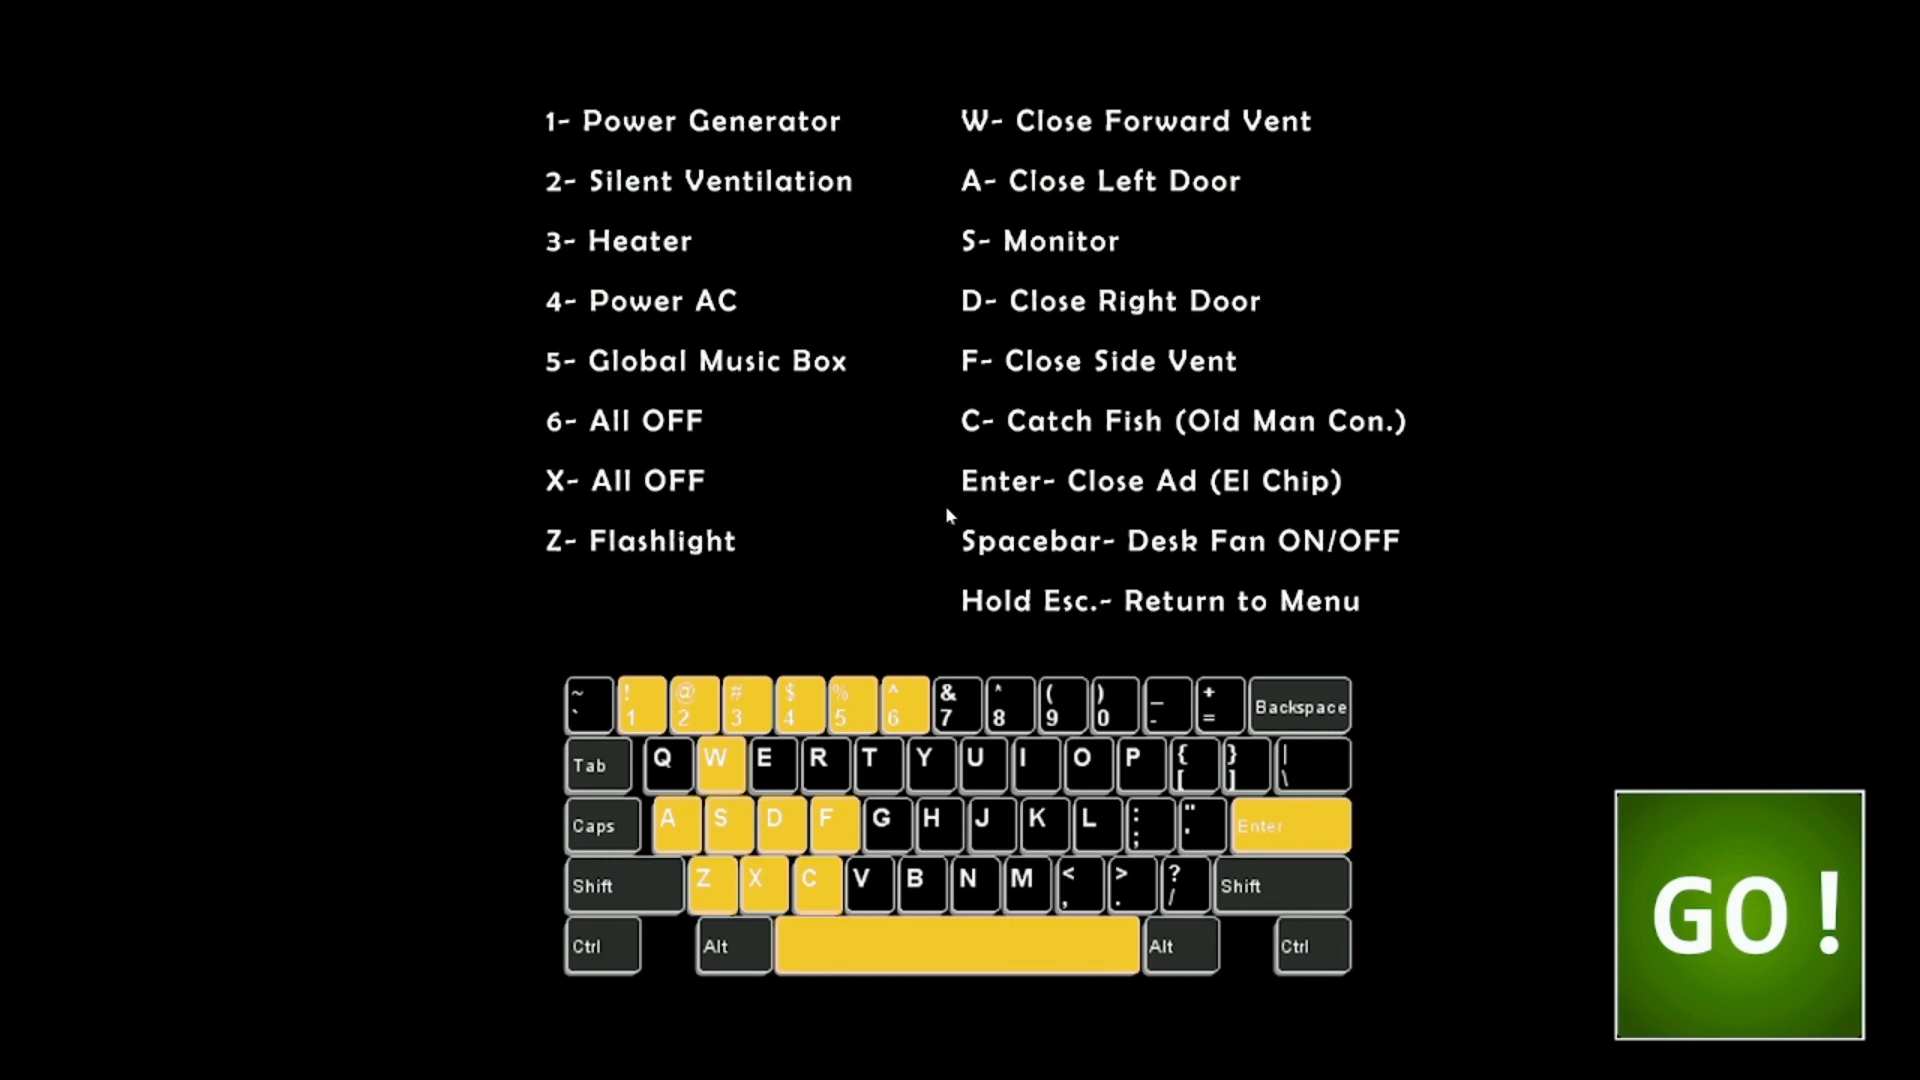 1- Power Generator
2- Silent Ventilation
3- Heater
4- Power AC
5- Global Music Box
6- All OFF
X- All OFF
Z- Flashlight
W- Close Forward Vent
A- Close Left Door
S- Monitor
D- Close Right Door
F- Close Side Vent
C- Catch Fish (Old Man Con.)
Enter- Close Ad (El Chip)
Spacebar- Desk Fan ON/OFF
Hold Esc.- Return to Menu
~ ! @ # $ % ^ & * ( ) _ +
` 1 2 3 4 5 6 7 8 9 0 - = Backspace
Tab Q W E R T Y U I O P { } |
[ ] \
Caps A S D F G H J K L : " Enter
; '
Shift Z X C V B N M < > ? Shift
, . /
Ctrl Alt Alt Ctrl
GO!